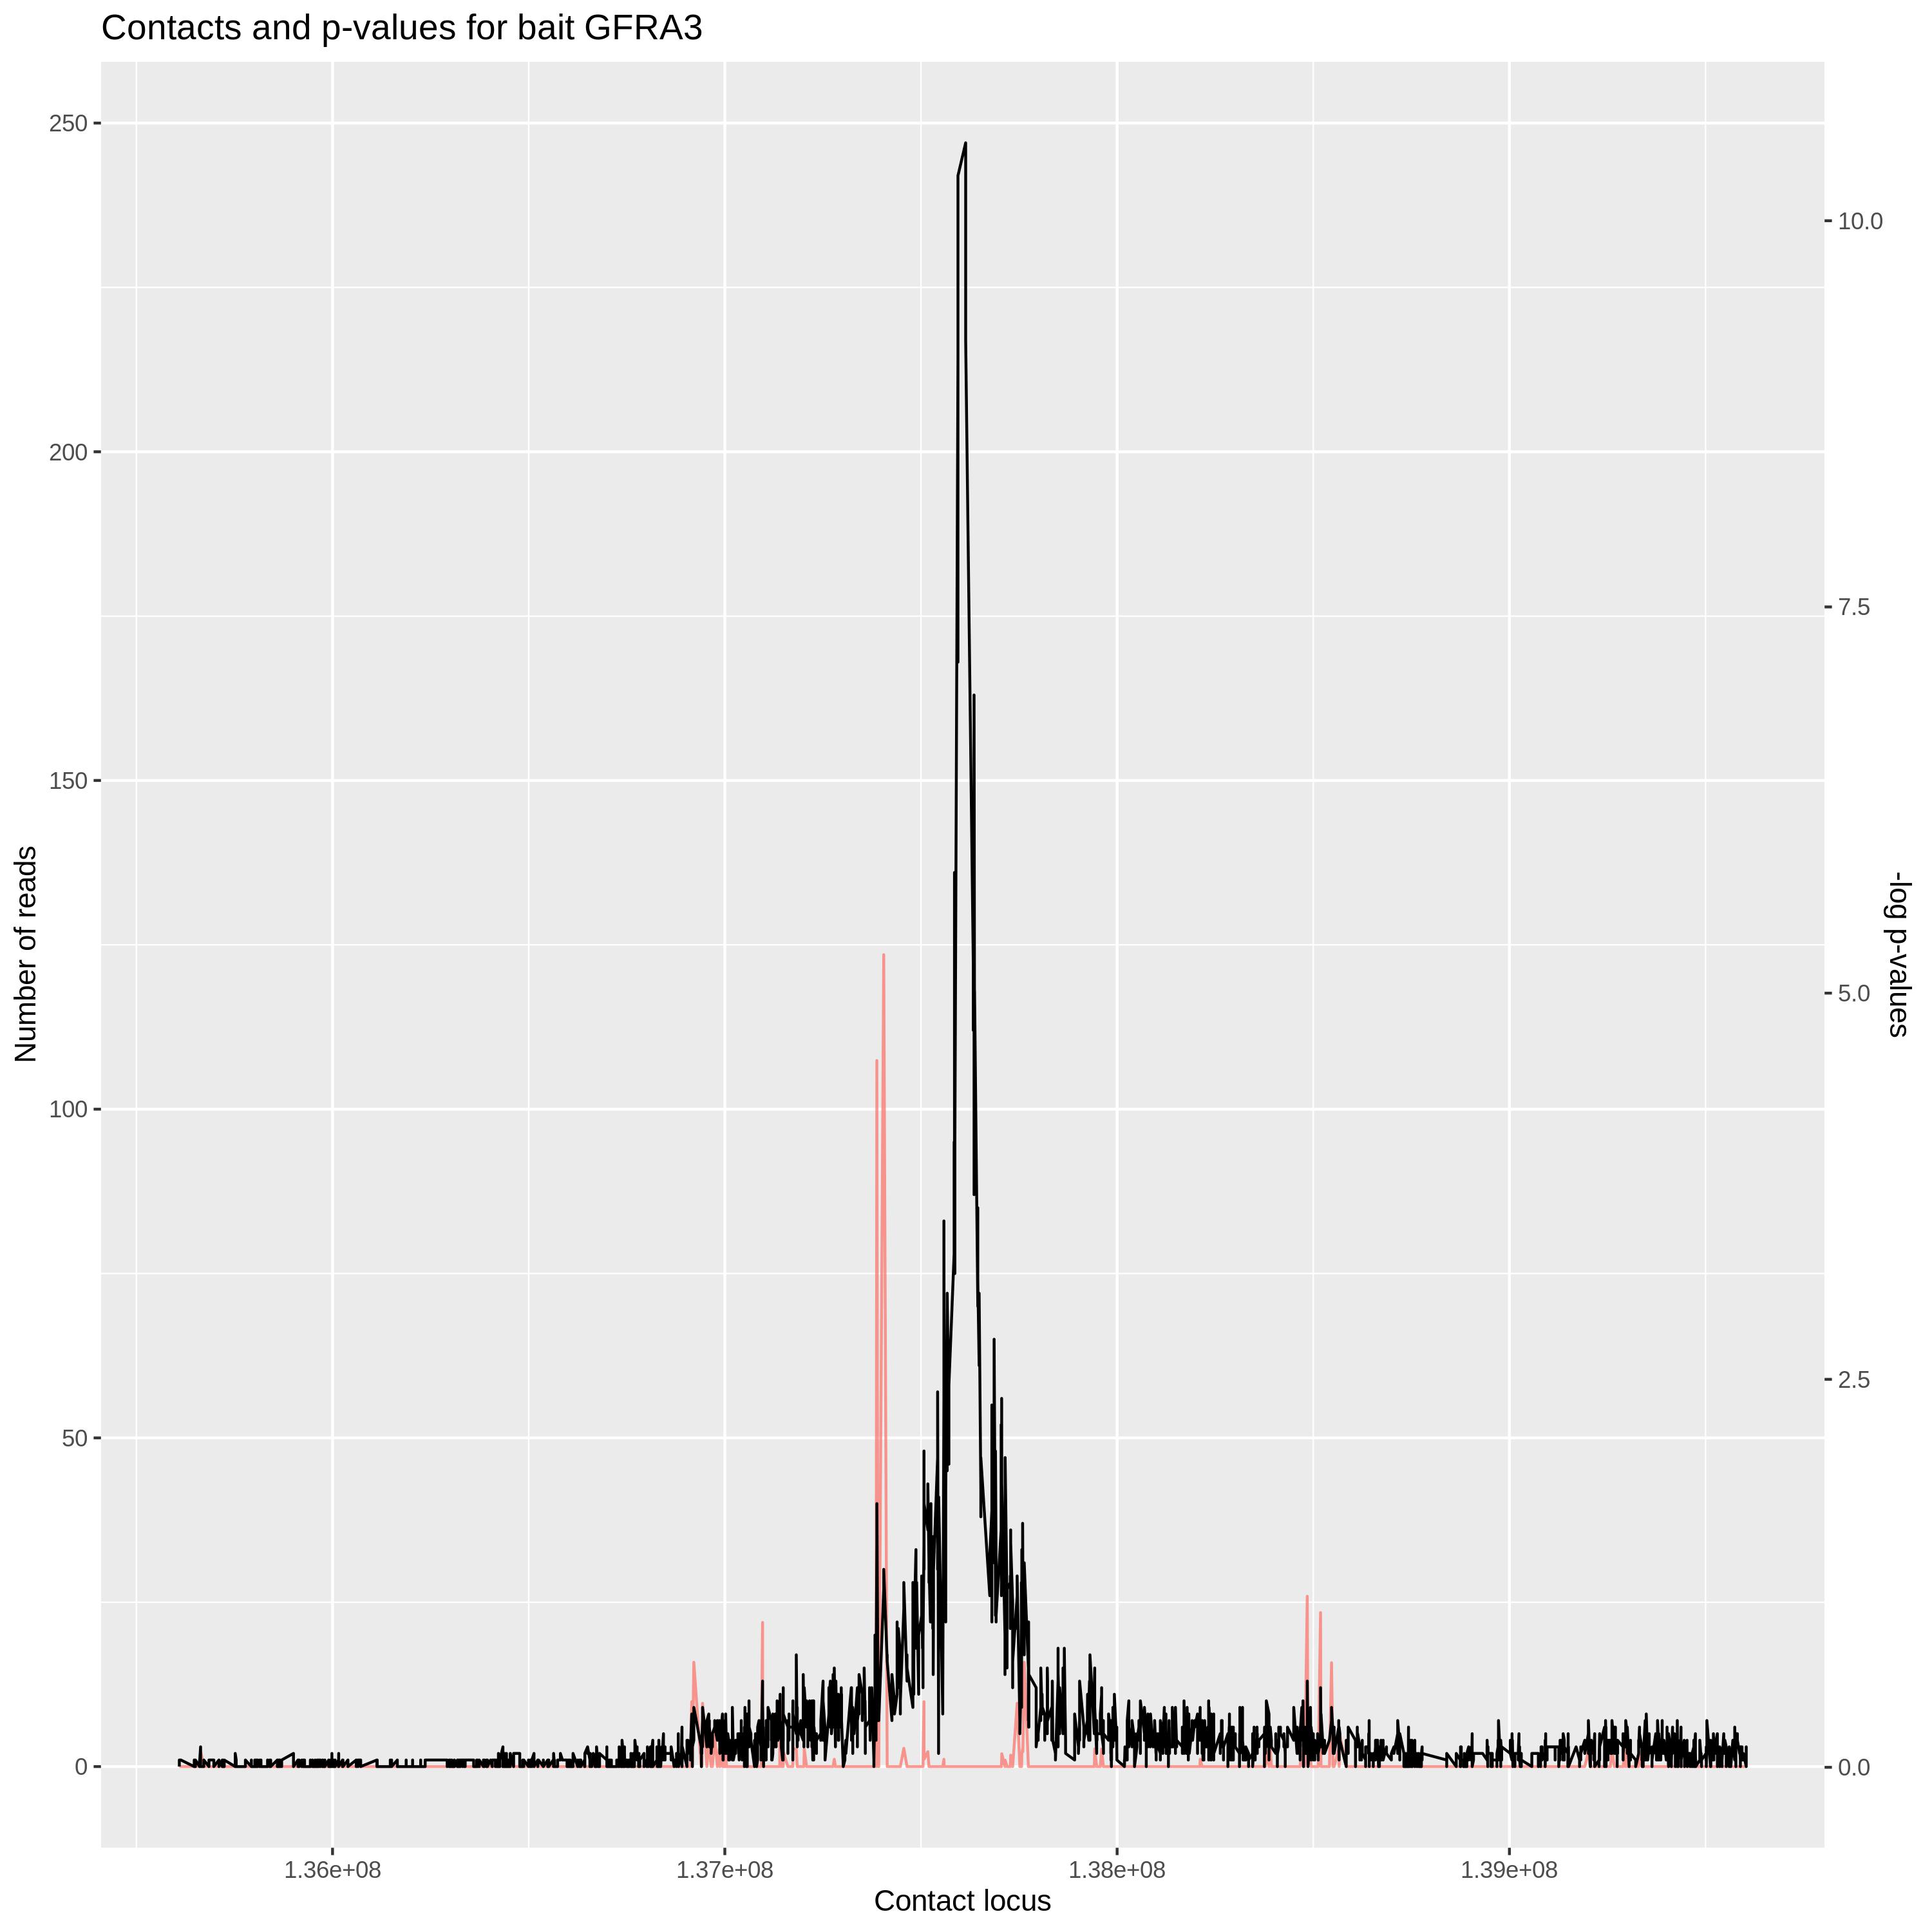 Contacts and p-values for bait GFRA3
250
200
150
100
50
0
Number of reads
10.0
7.5
5.0
2.5
0.0
-log p-values
1.36e+08
1.37e+08
1.38e+08
1.39e+08
Contact locus